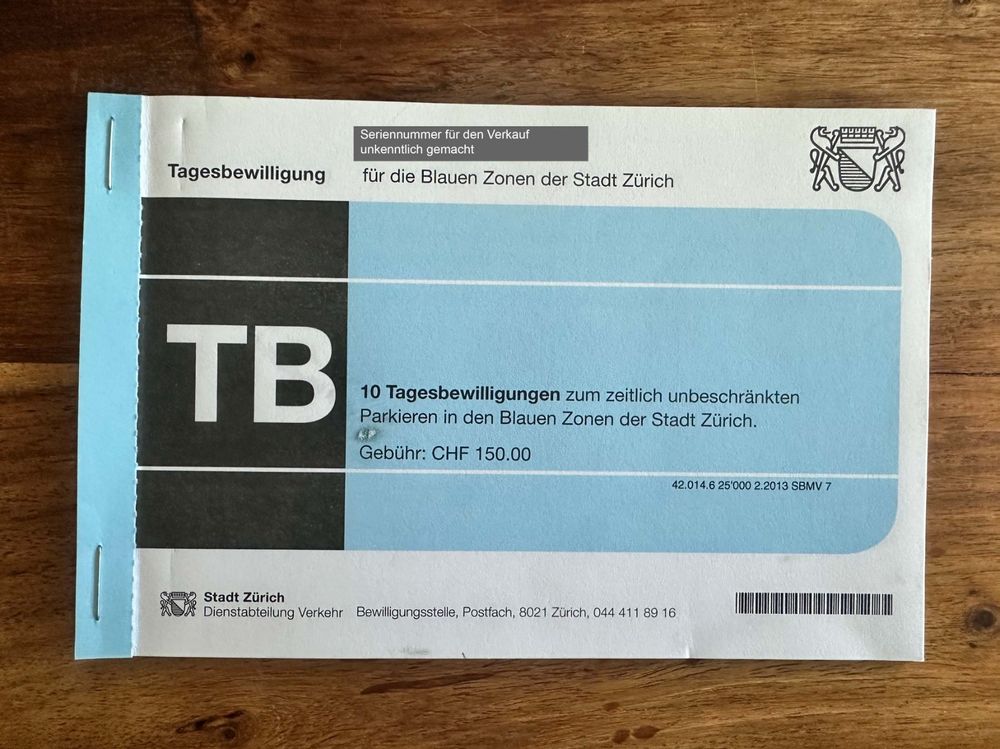 Seriennummer für den Verkauf
unkenntlich gemacht
Tagesbewilligung für die Blauen Zonen der Stadt Zürich
TB
10 Tagesbewilligungen zum zeitlich unbeschränkten
Parkieren in den Blauen Zonen der Stadt Zürich.
Gebühr: CHF 150.00
42.014.6 25'000 2.2013 SBMV 7
Stadt Zürich
Dienstabteilung Verkehr Bewilligungsstelle, Postfach, 8021 Zürich, 044 411 89 16